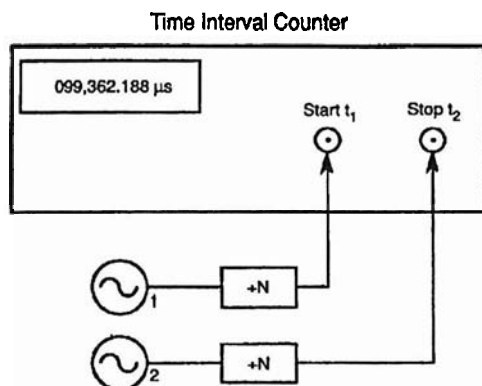 Time Interval Counter
099,362.188 µs
Start t₁
Stop t₂
1
+N
2
+N